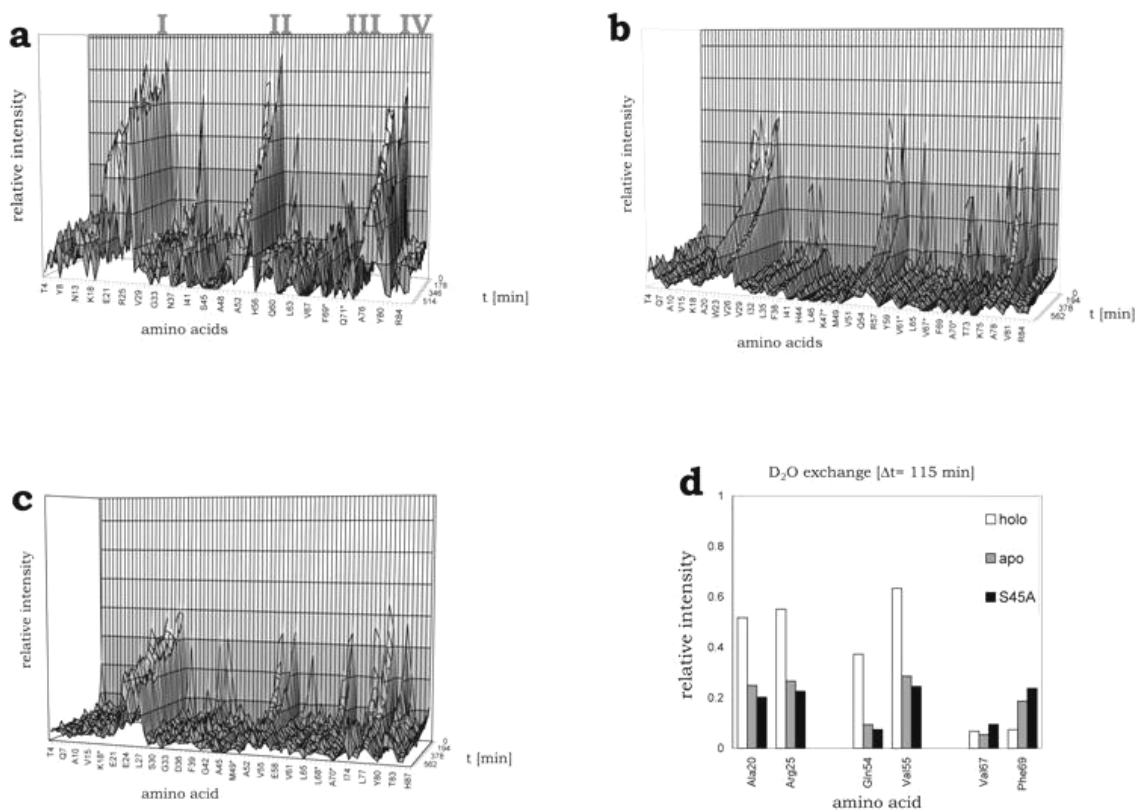 a
I II III IV
relative intensity
0
178
346
514
t [min]
T4 Y8 N13 K18 E21 R25 V29 G33 N37 I41 S45 A48 A52 H56 Q60 L63 V67 F69* Q71* A76 Y80 R84
amino acids
b
relative intensity
0
194
378
562
t [min]
T4 Q7 A10 V15 K18 A20 W23 V26 V29 I32 L35 F38 I41 H44 L46 K47* M49 V51 Q54 R57 Y59 V61* L65 V67* F69 A70* T73 K75 A78 V81 R84
amino acids
c
relative intensity
0
194
378
562
t [min]
T4 Q7 A10 V15 K18* E21 E24 L27 S30 G33 D36 F39 G42 A45 M49* A52 V55 E58 V61 L65 L68* A70* I74 L77 Y80 T83 H87
amino acid
d
D₂O exchange [Δt= 115 min]
relative intensity
1
0.8
0.6
0.4
0.2
0
holo
apo
S45A
Ala20 Arg25 Gln54 Val55 Val67 Phe69
amino acid